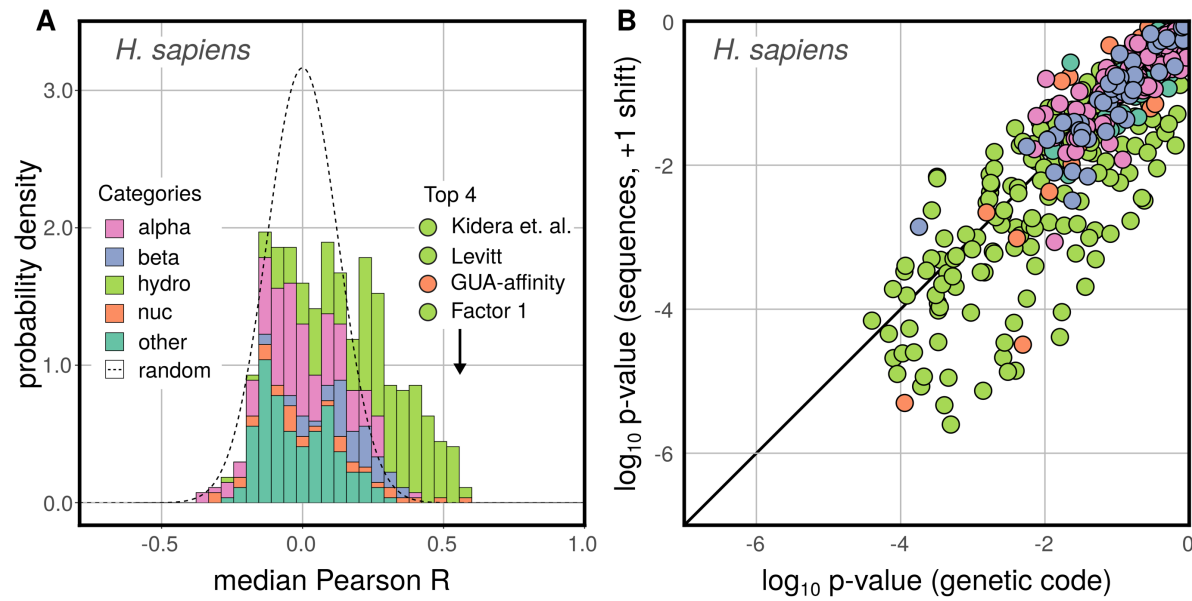 A
H. sapiens
probability density
3.0
2.0
1.0
0.0
-0.5
0.0
0.5
1.0
median Pearson R
Categories
alpha
beta
hydro
nuc
other
random
Top 4
Kidera et. al.
Levitt
GUA-affinity
Factor 1
B
H. sapiens
log10 p-value (sequences, +1 shift)
0
-2
-4
-6
-6
-4
-2
0
log10 p-value (genetic code)